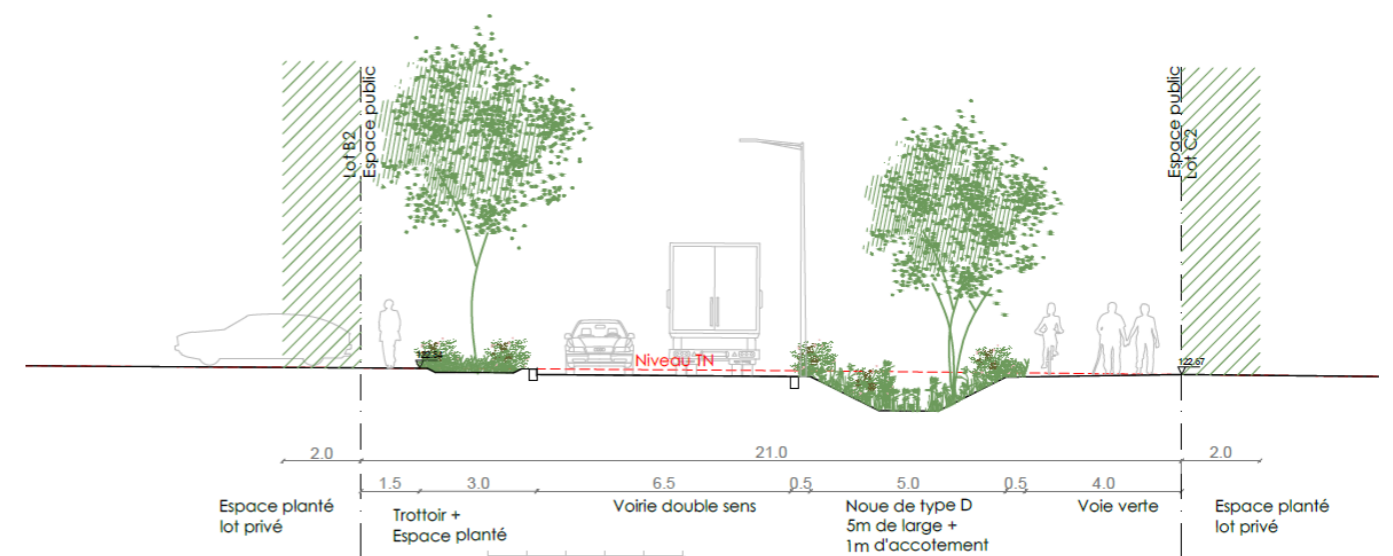 Lot B2
Espace public
Espace public
Lot C2
122.54
Niveau TN
122.67
2.0
21.0
2.0
1.5
3.0
6.5
0.5
5.0
0.5
4.0
Espace planté
lot privé
Trottoir +
Espace planté
Voirie double sens
Noue de type D
5m de large +
1m d'accotement
Voie verte
Espace planté
lot privé